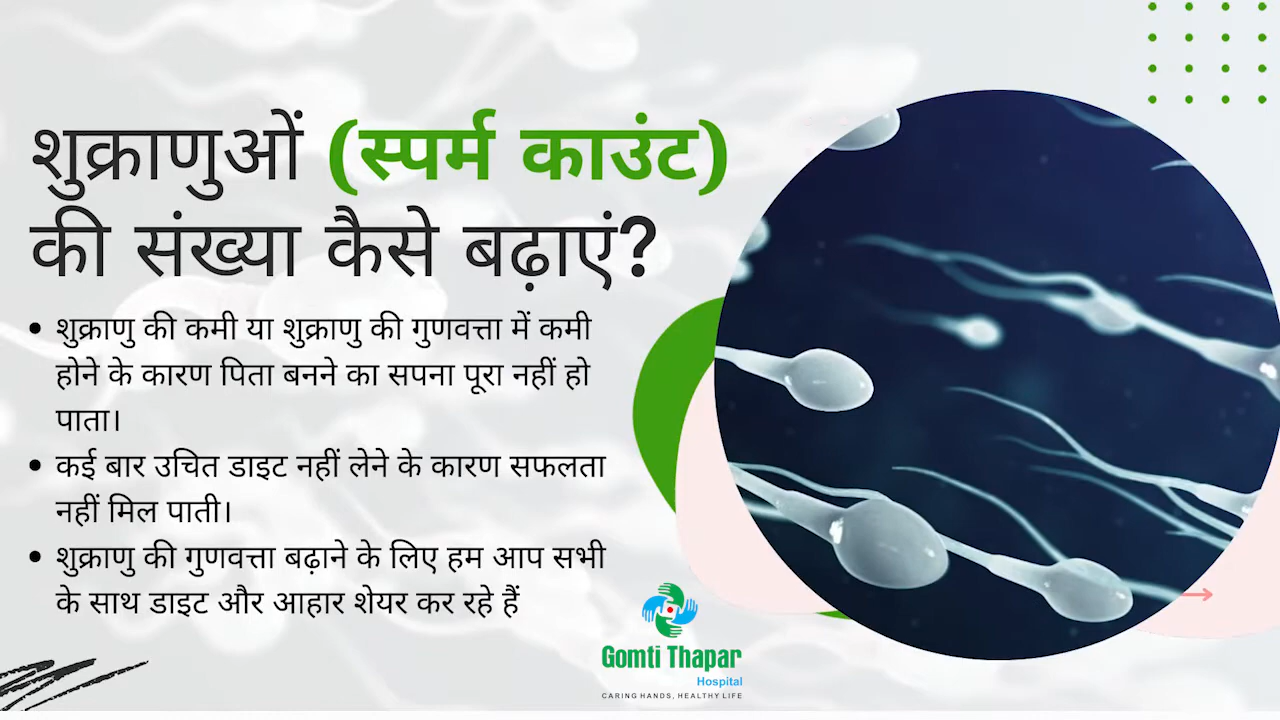 शुक्राणुओं (स्पर्म काउंट)
की संख्या कैसे बढ़ाएं?
• शुक्राणु की कमी या शुक्राणु की गुणवत्ता में कमी
होने के कारण पिता बनने का सपना पूरा नहीं हो
पाता।
• कई बार उचित डाइट नहीं लेने के कारण सफलता
नहीं मिल पाती।
• शुक्राणु की गुणवत्ता बढ़ाने के लिए हम आप सभी
के साथ डाइट और आहार शेयर कर रहे हैं
Gomti Thapar
Hospital
CARING HANDS, HEALTHY LIFE